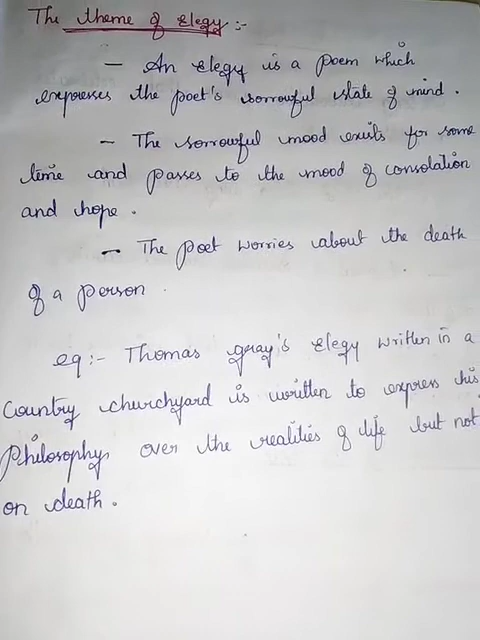 The theme of Elegy :-
- An Elegy is a poem which
expresses the poet's sorrowful state of mind.
- The sorrowful mood exits for some
time and passes to the mood of consolation
and hope.
- The poet worries about the death
of a person.
eg :- Thomas gray's Elegy written in a
Country churchyard is written to express his
Philosophy over the realities of life but not
on death.